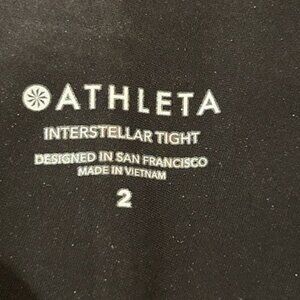 ATHLETA
INTERSTELLAR TIGHT
DESIGNED IN SAN FRANCISCO
MADE IN VIETNAM
2